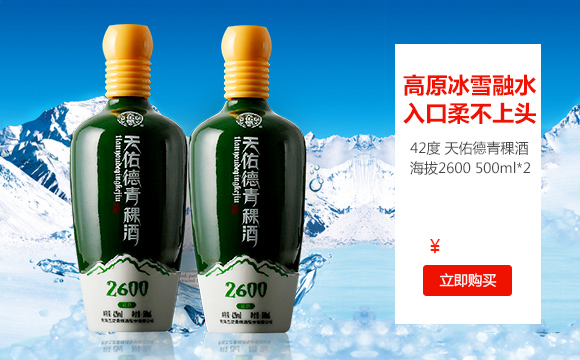 天佑德青稞酒
tianyoudeqingkejiu
2600
天佑德青稞酒
tianyoudeqingkejiu
2600
高原冰雪融水
入口柔不上头
42度 天佑德青稞酒
海拔2600 500ml*2
¥
立即购买